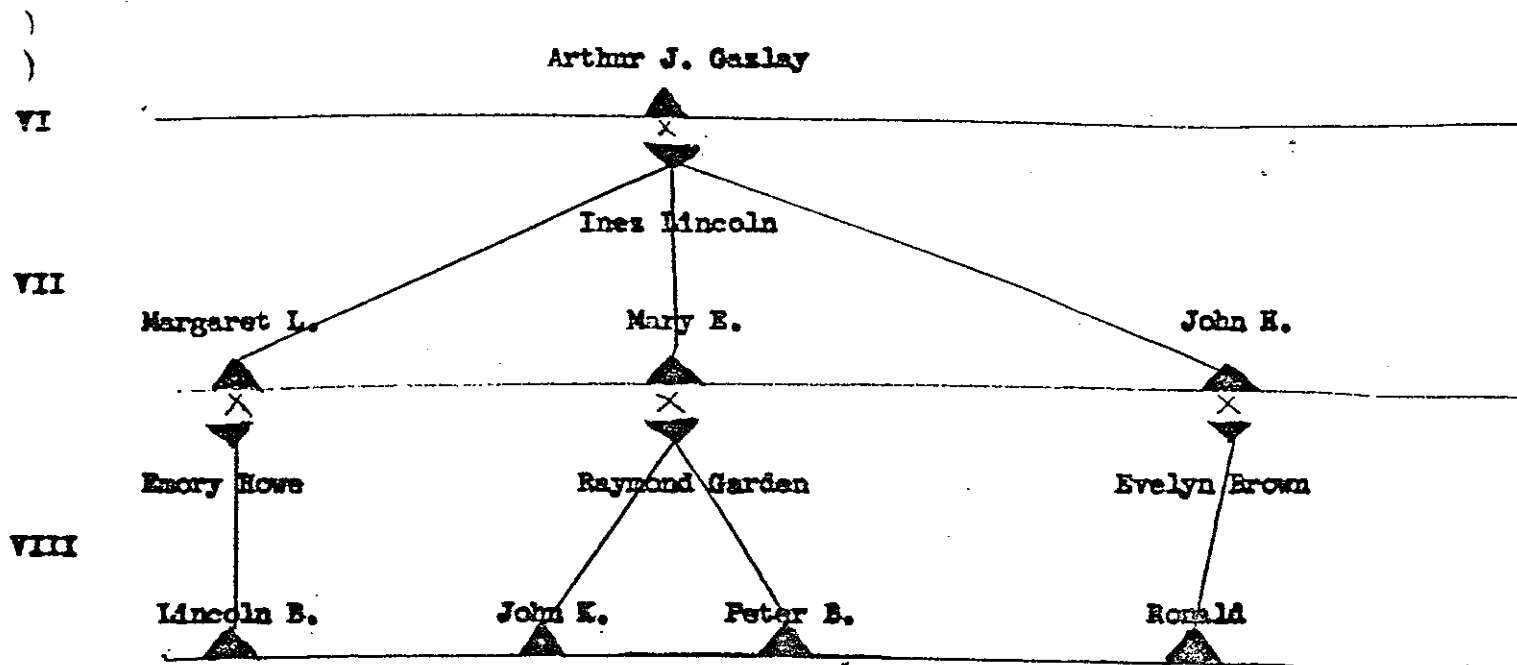 Arthur J. Gazlay
VI
Inez Lincoln
VII
Margaret L. Mary E. John H.
Emory Howe Raymond Garden Evelyn Brown
VIII
Lincoln B. John K. Peter B. Ronald